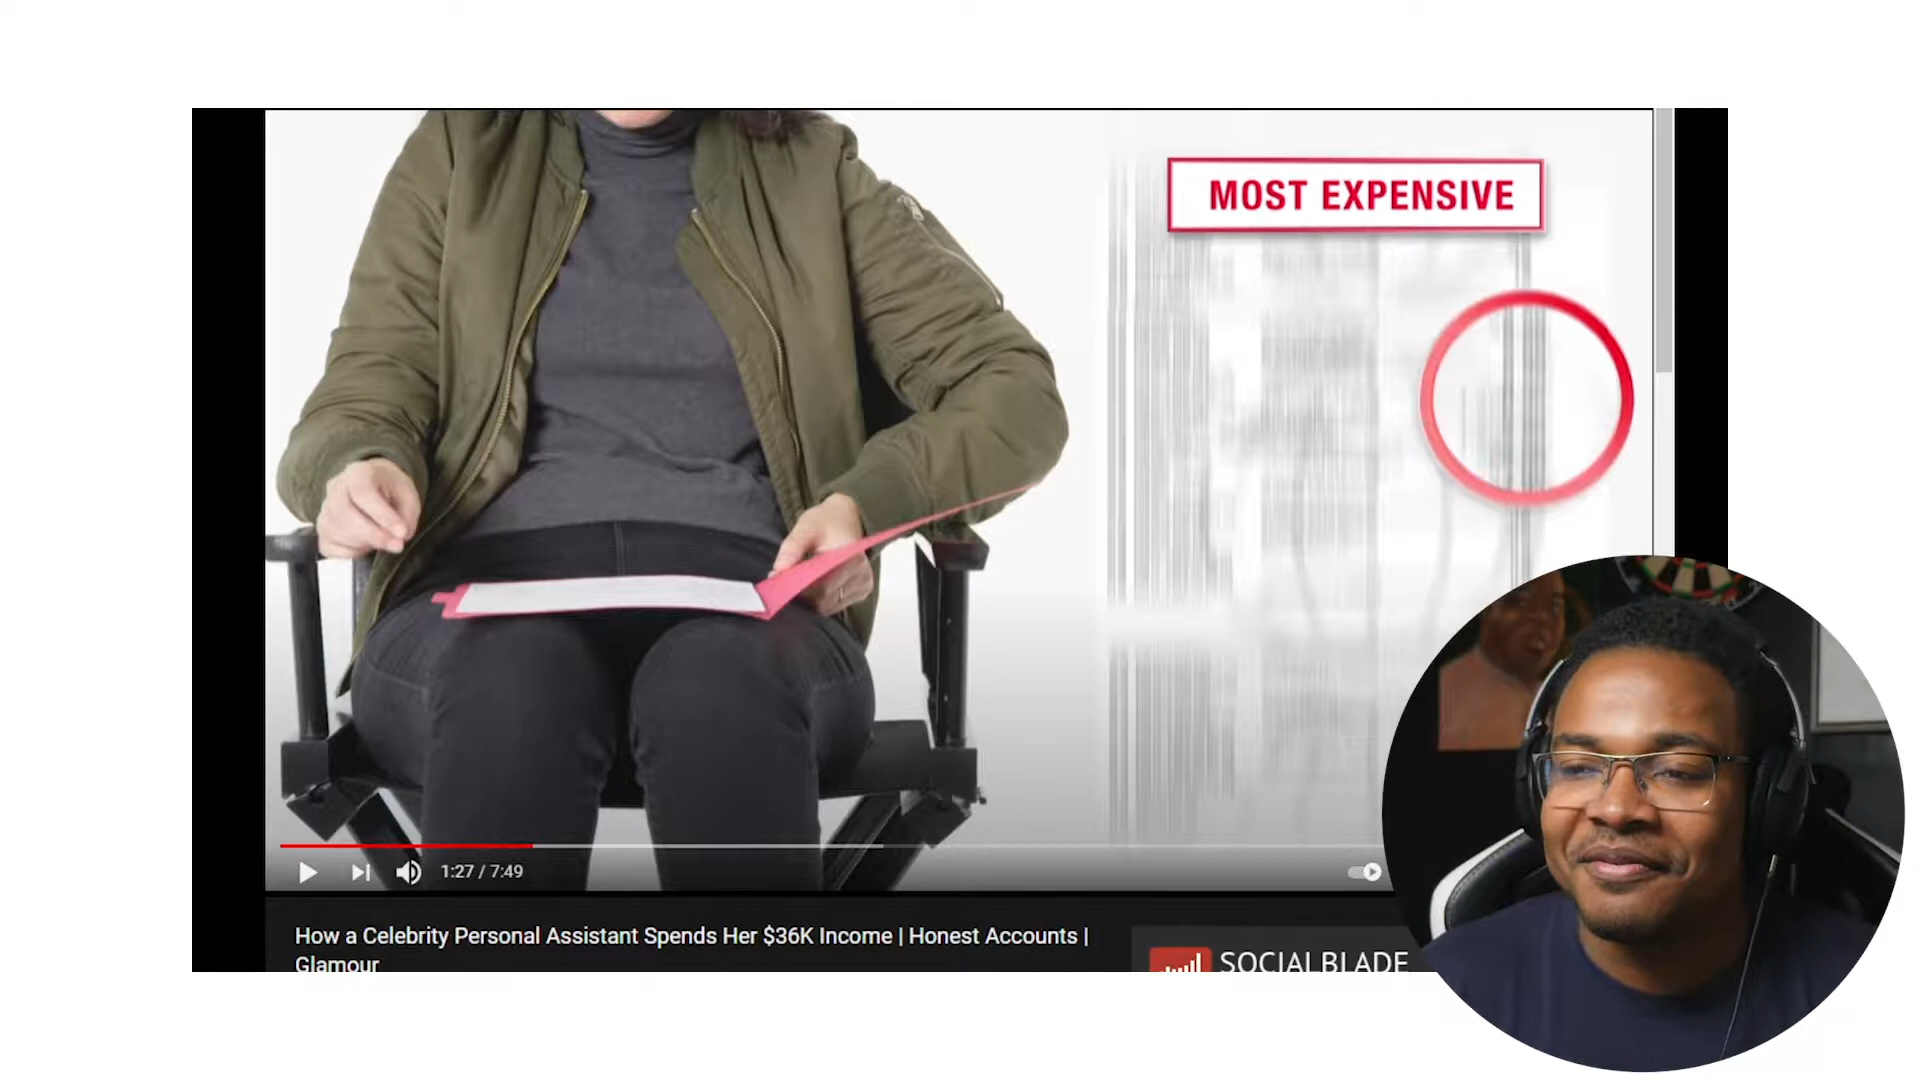 MOST EXPENSIVE
1:27 / 7:49
How a Celebrity Personal Assistant Spends Her $36K Income | Honest Accounts |
Glamour
SOCIALBLADE